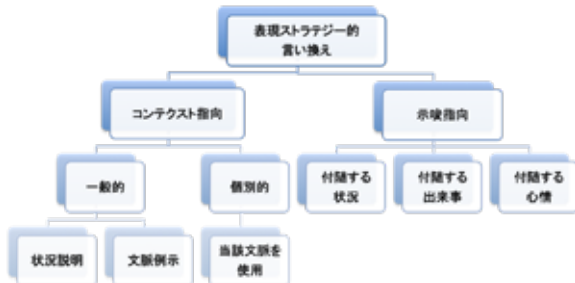 表現ストラテジー的
言い換え
コンテクスト指向
示唆指向
一般的
個別的
付随する
状況
付随する
出来事
付随する
心情
状況説明
文脈例示
当該文脈を
使用